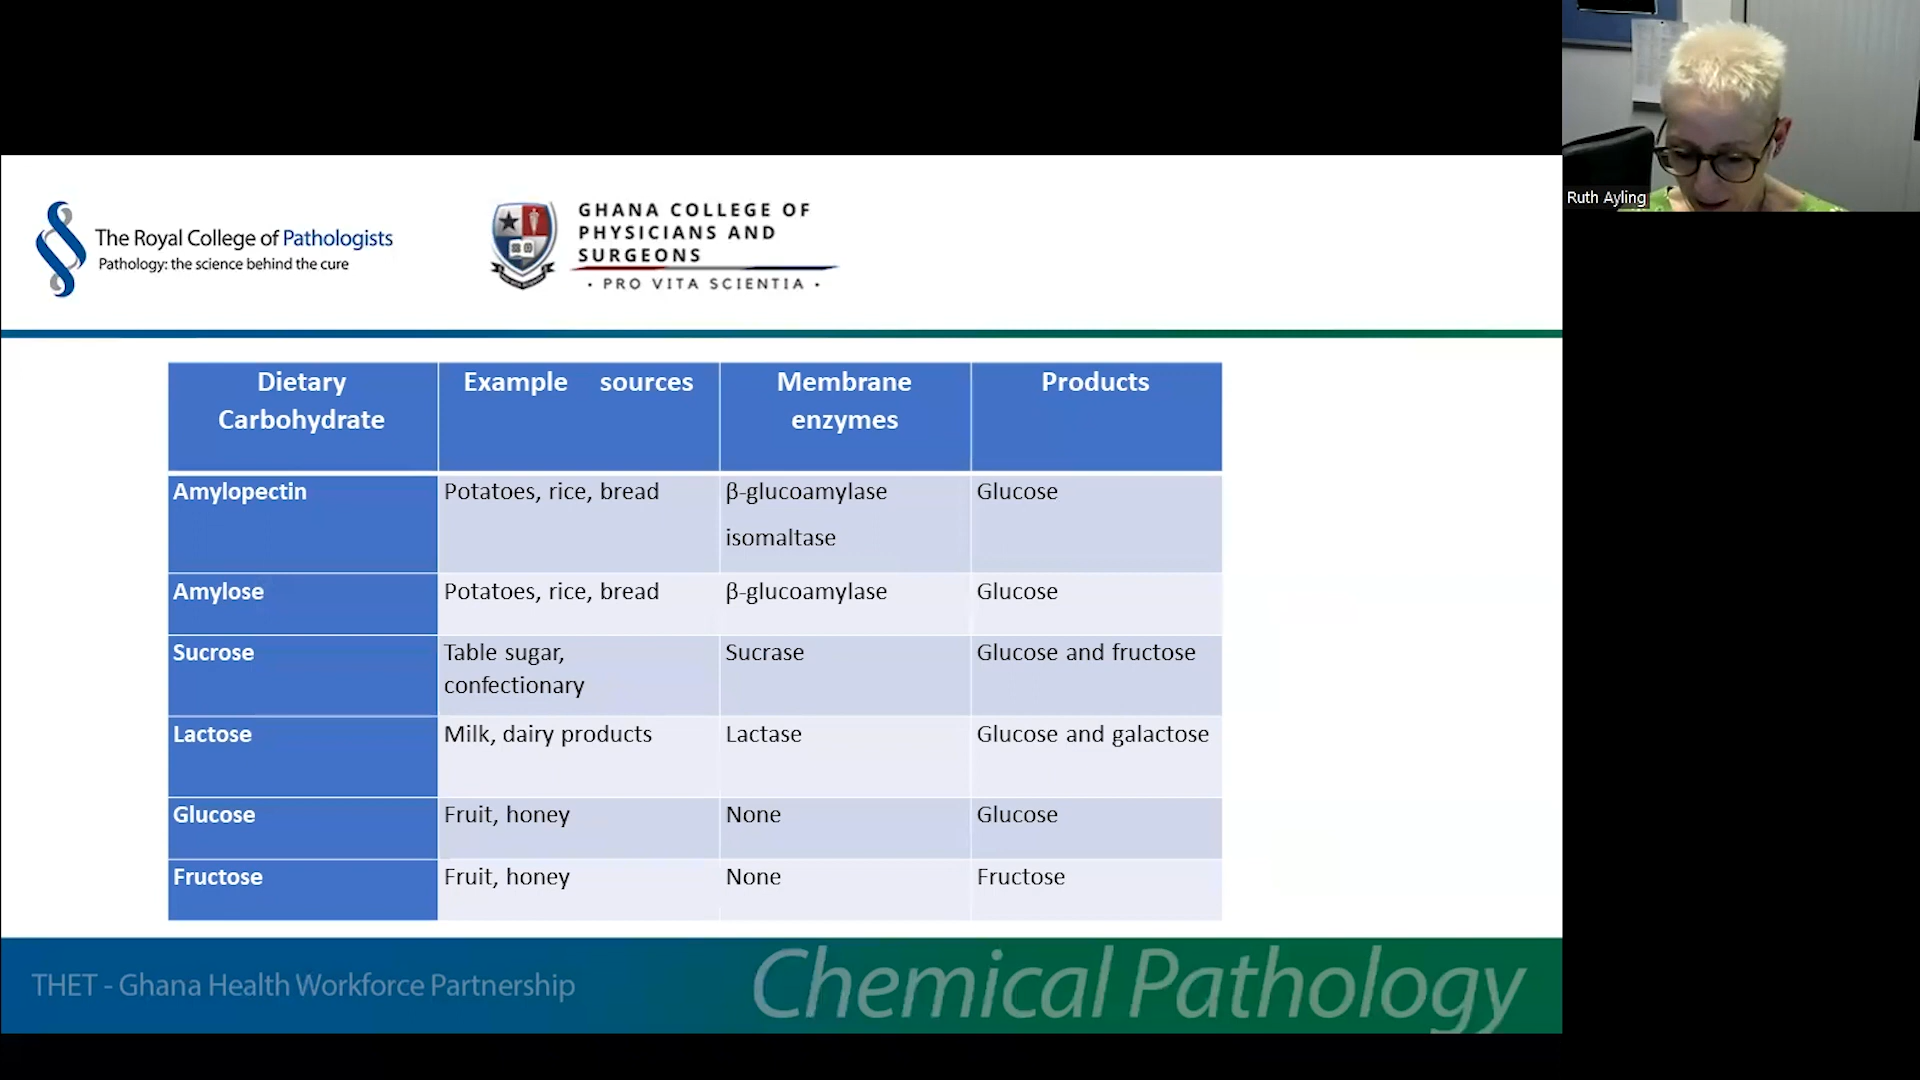 The Royal College of Pathologists
Pathology: the science behind the cure
GHANA COLLEGE OF
PHYSICIANS AND
SURGEONS
· PRO VITA SCIENTIA ·
Ruth Ayling
Dietary Carbohydrate
Example sources
Membrane enzymes
Products
Amylopectin
Potatoes, rice, bread
β-glucoamylase
isomaltase
Glucose
Amylose
Potatoes, rice, bread
β-glucoamylase
Glucose
Sucrose
Table sugar,
confectionary
Sucrase
Glucose and fructose
Lactose
Milk, dairy products
Lactase
Glucose and galactose
Glucose
Fruit, honey
None
Glucose
Fructose
Fruit, honey
None
Fructose
THET - Ghana Health Workforce Partnership
Chemical Pathology